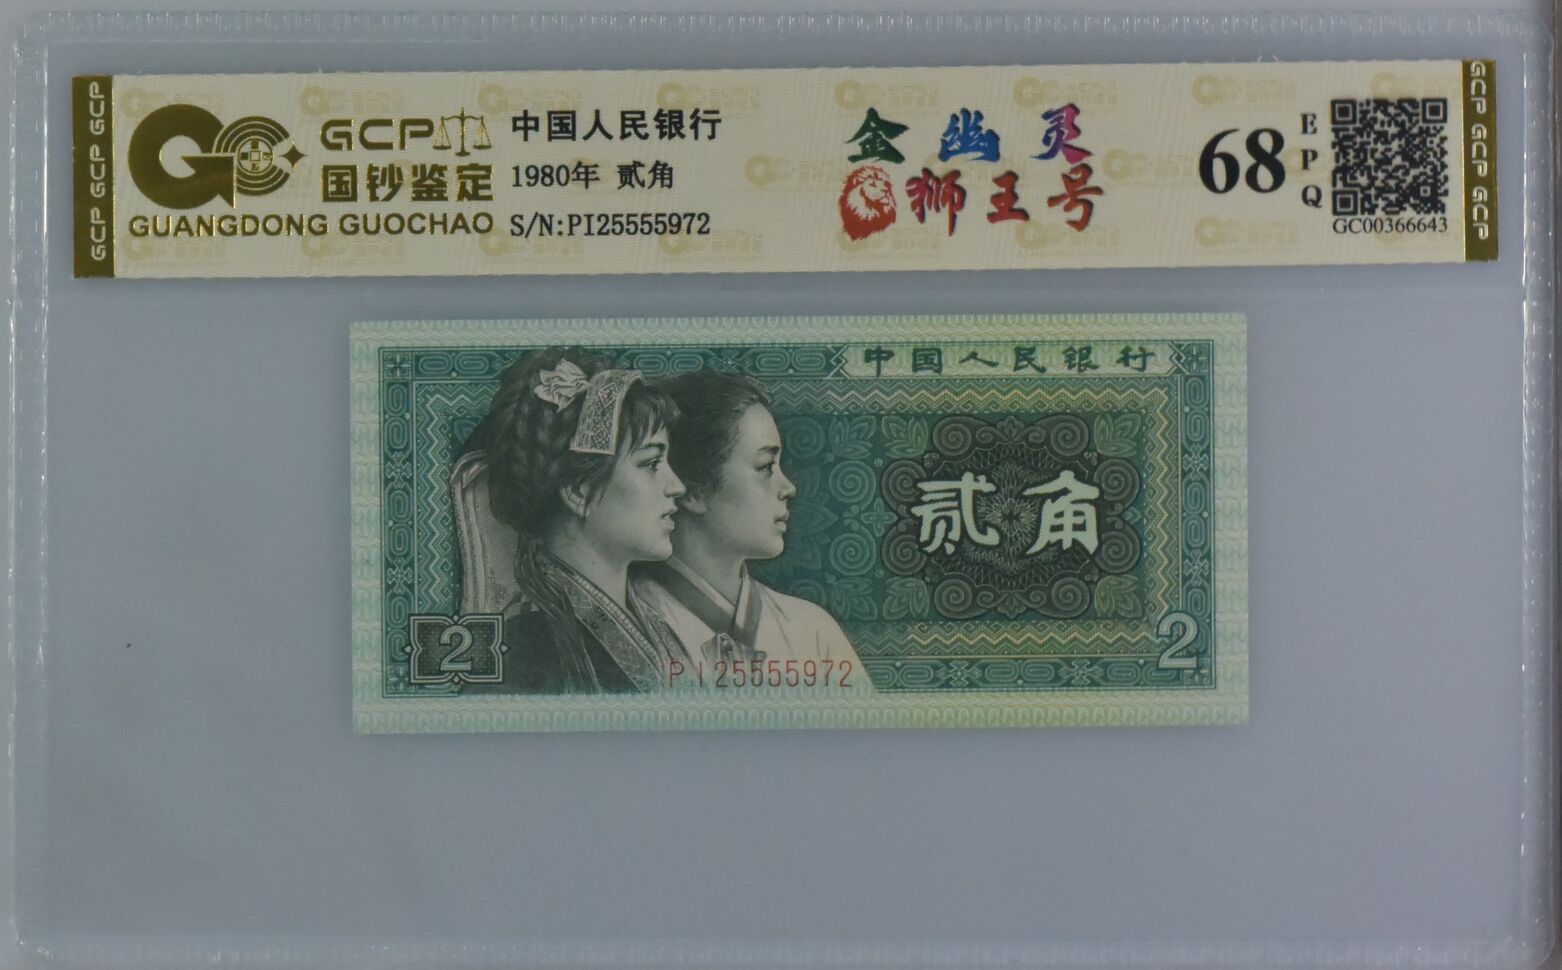 GCP GCP GCP
GCP
国钞鉴定
GUANGDONG GUOCHAO
中国人民银行
1980年 贰角
S/N:PI25555972
金幽灵
狮王号
68
EPQ
GC00366643
GCP GCP GCP
中国人民银行
贰角
2
2
PI25555972